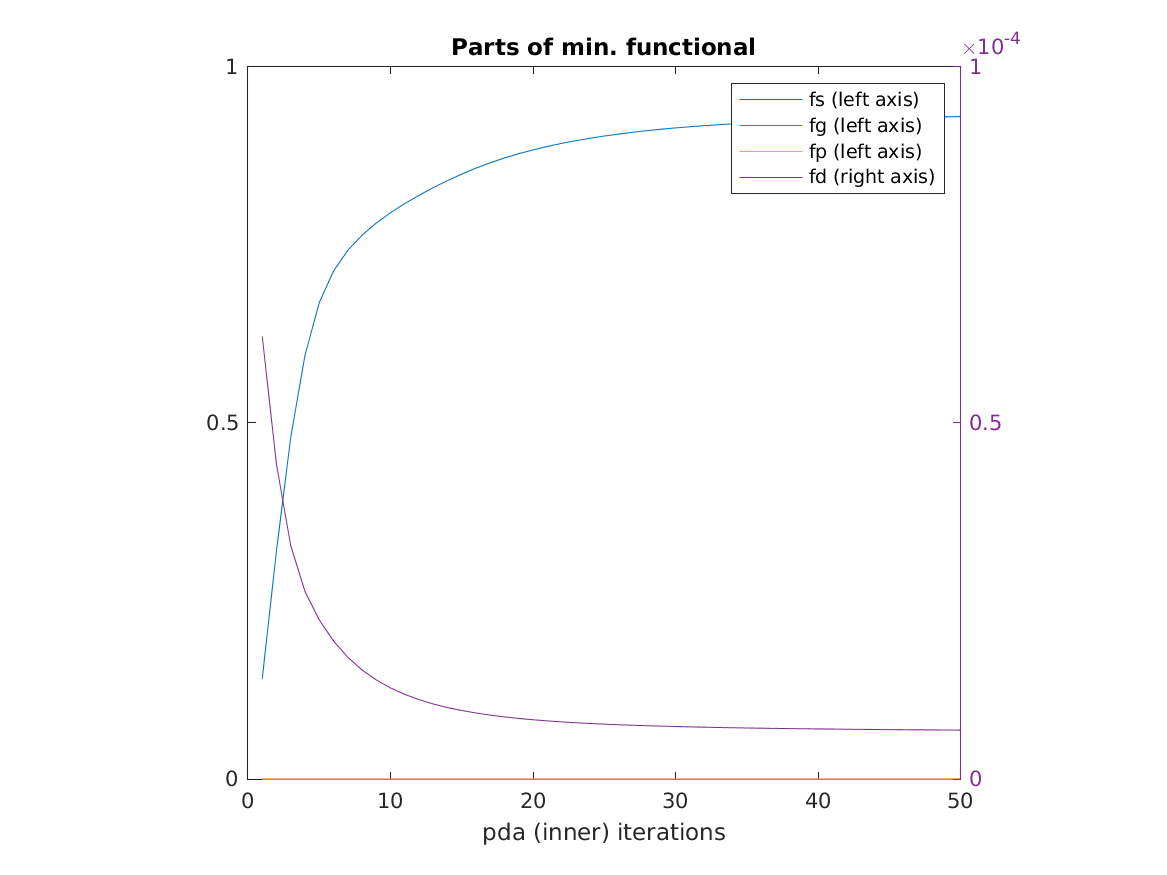 Parts of min. functional
×10-4
1
1
fs (left axis)
fg (left axis)
fp (left axis)
fd (right axis)
0.5
0.5
0
0
0
10
20
30
40
50
pda (inner) iterations